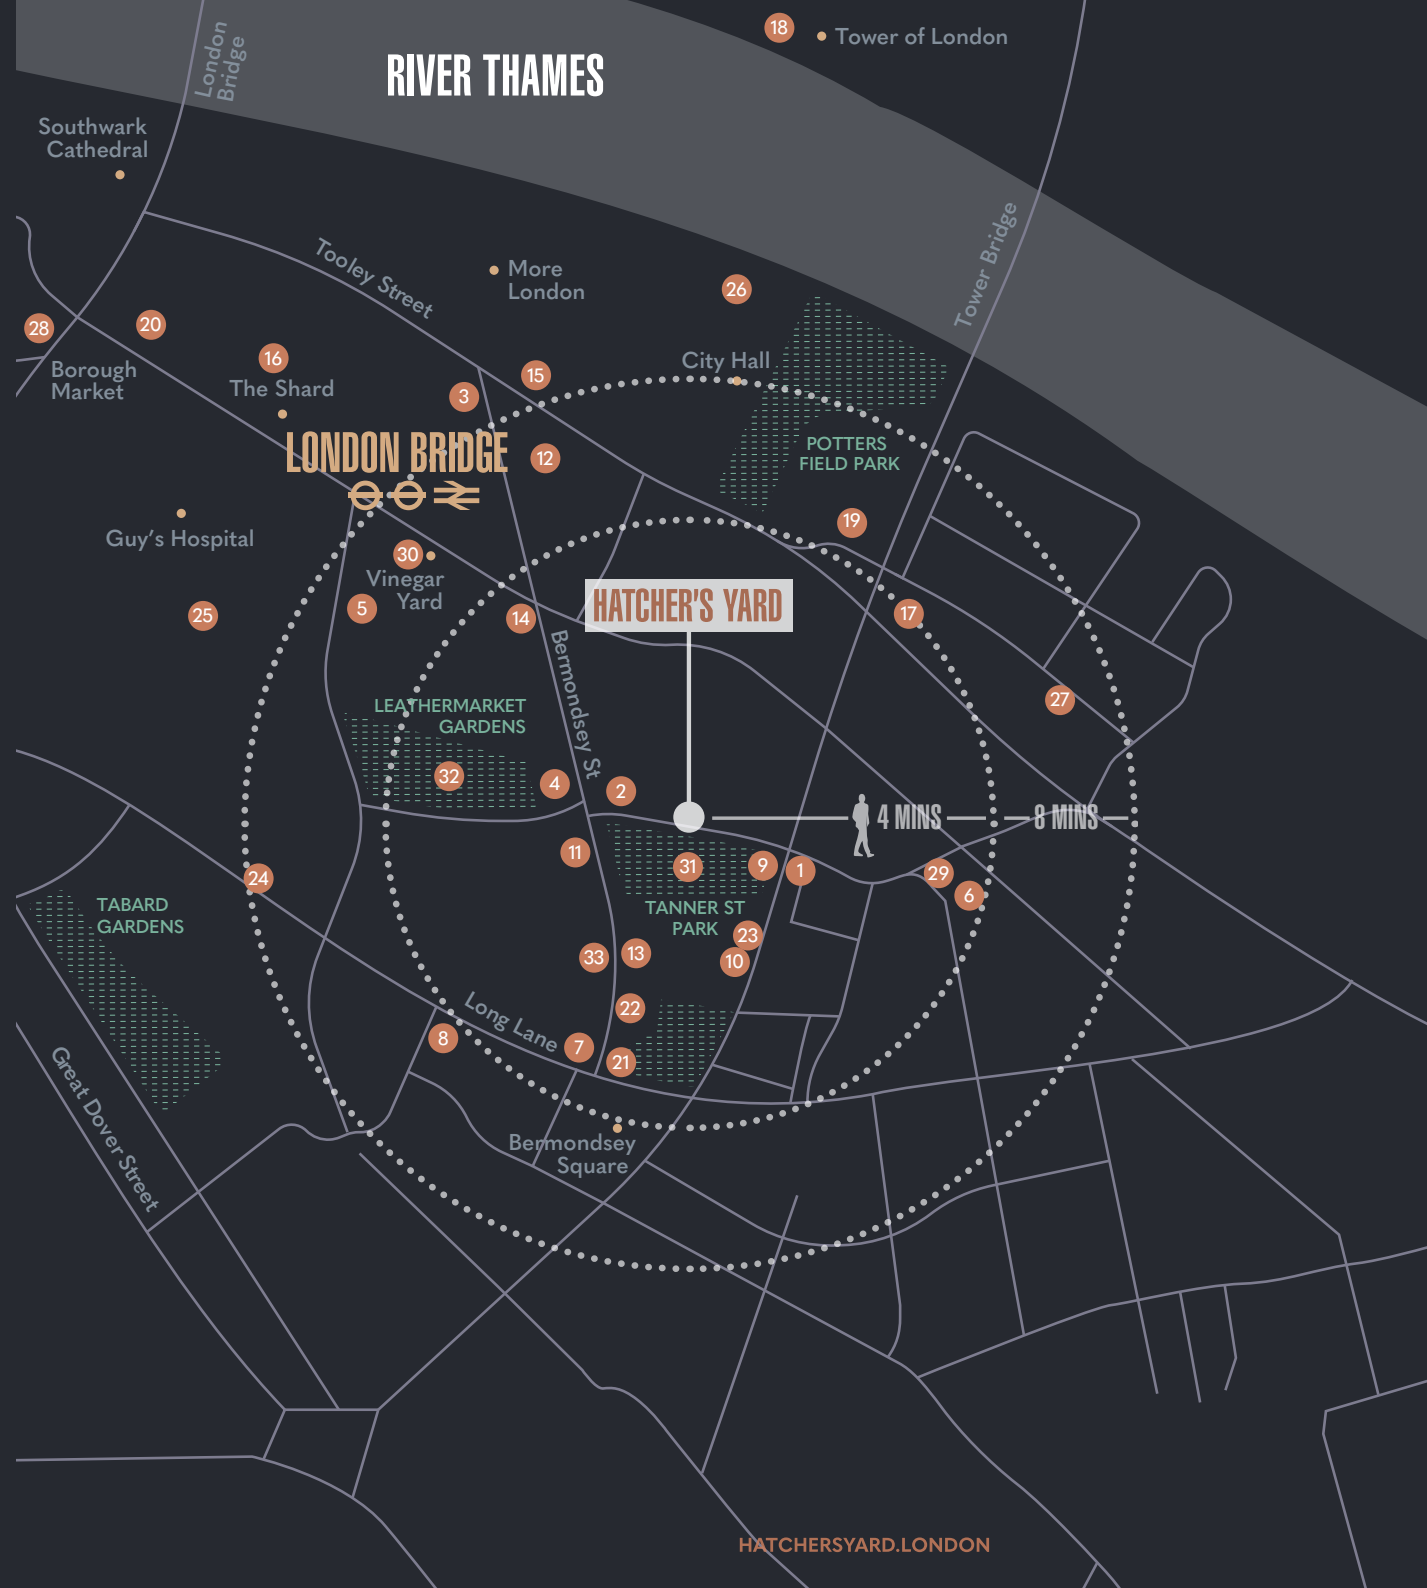 18
Tower of London
London
Bridge
RIVER THAMES
Southwark
Cathedral
Tower Bridge
Tooley Street
More
London
26
28
20
16
Borough
Market
The Shard
15
3
City Hall
LONDON BRIDGE
12
POTTERS
FIELD PARK
19
Guy's Hospital
30
Vinegar
Yard
25
5
14
HATCHER'S YARD
17
Bermondsey St
LEATHERMARKET
GARDENS
27
32
4
2
4 MINS
8 MINS
11
31
9
1
29
6
24
TABARD
GARDENS
TANNER ST
PARK
23
33
13
10
22
Long Lane
8
7
21
Great Dover Street
Bermondsey
Square
HATCHERSYARD.LONDON